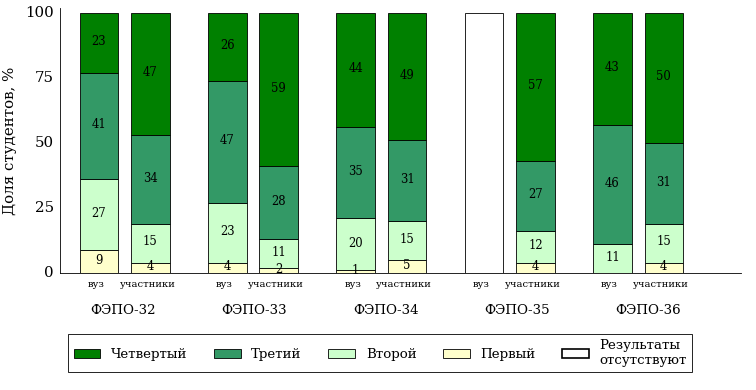 Доля студентов, %
100
75
50
25
0
23 41 27 9
47 34 15 4
26 47 23 4
59 28 11 2
44 35 20 1
49 31 15 5
57 27 12 4
43 46 11
50 31 15 4
вуз участники вуз участники вуз участники вуз участники вуз участники
ФЭПО-32 ФЭПО-33 ФЭПО-34 ФЭПО-35 ФЭПО-36
Четвертый Третий Второй Первый Результаты
отсутствуют